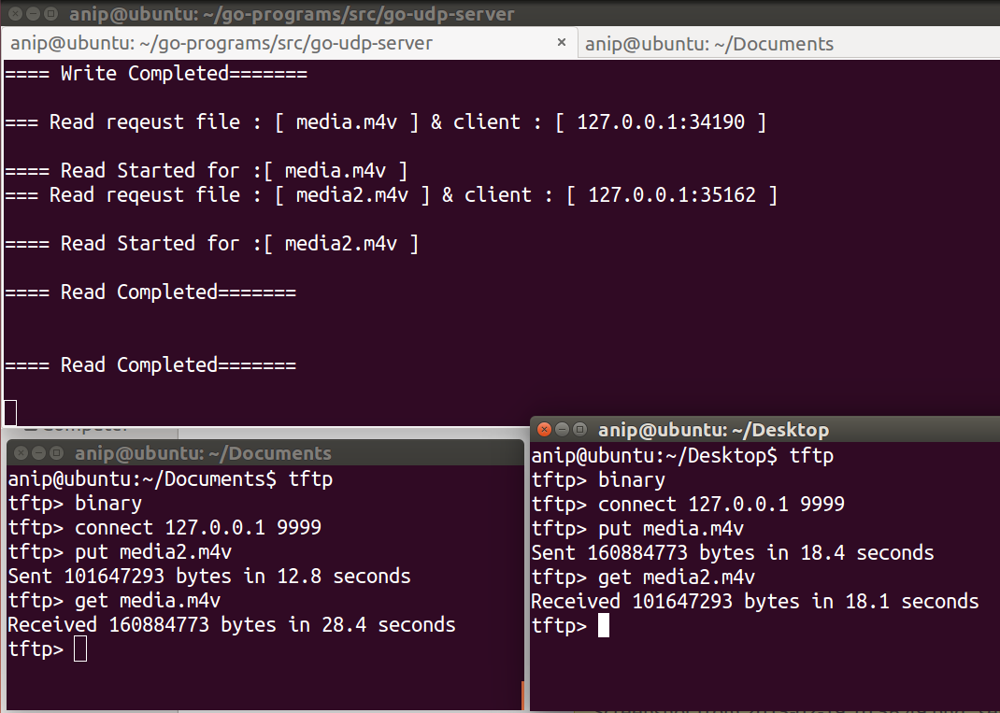 anip@ubuntu: ~/go-programs/src/go-udp-server
anip@ubuntu: ~/go-programs/src/go-udp-server × anip@ubuntu: ~/Documents
==== Write Completed=======
=== Read reqeust file : [ media.m4v ] & client : [ 127.0.0.1:34190 ]
==== Read Started for :[ media.m4v ]
=== Read reqeust file : [ media2.m4v ] & client : [ 127.0.0.1:35162 ]
==== Read Started for :[ media2.m4v ]
==== Read Completed=======
==== Read Completed=======
anip@ubuntu: ~/Documents
anip@ubuntu:~/Documents$ tftp
tftp> binary
tftp> connect 127.0.0.1 9999
tftp> put media2.m4v
Sent 101647293 bytes in 12.8 seconds
tftp> get media.m4v
Received 160884773 bytes in 28.4 seconds
tftp>
anip@ubuntu: ~/Desktop
anip@ubuntu:~/Desktop$ tftp
tftp> binary
tftp> connect 127.0.0.1 9999
tftp> put media.m4v
Sent 160884773 bytes in 18.4 seconds
tftp> get media2.m4v
Received 101647293 bytes in 18.1 seconds
tftp>